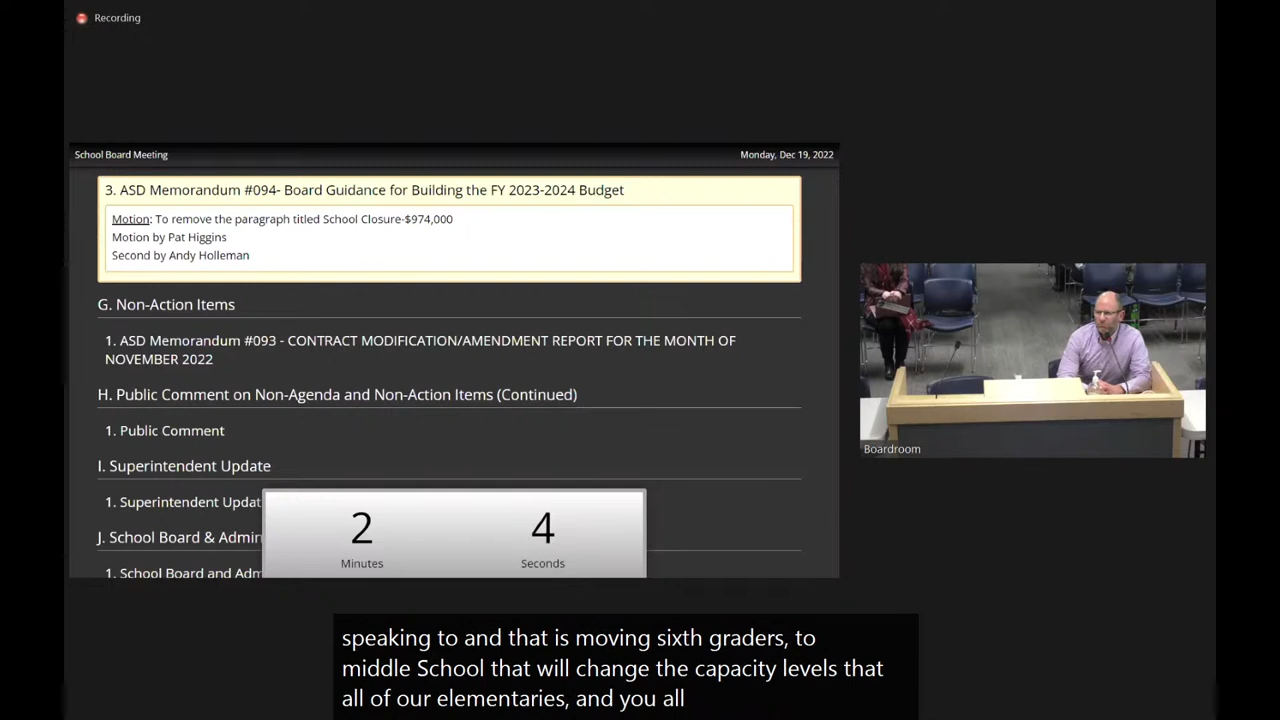 Recording
School Board Meeting
Monday, Dec 19, 2022
3. ASD Memorandum #094- Board Guidance for Building the FY 2023-2024 Budget
Motion: To remove the paragraph titled School Closure-$974,000
Motion by Pat Higgins
Second by Andy Holleman
G. Non-Action Items
1. ASD Memorandum #093 - CONTRACT MODIFICATION/AMENDMENT REPORT FOR THE MONTH OF
NOVEMBER 2022
H. Public Comment on Non-Agenda and Non-Action Items (Continued)
1. Public Comment
I. Superintendent Update
1. Superintendent Updat
J. School Board & Admin
1. School Board and Adm
2 4
Minutes Seconds
Boardroom
speaking to and that is moving sixth graders, to
middle School that will change the capacity levels that
all of our elementaries, and you all